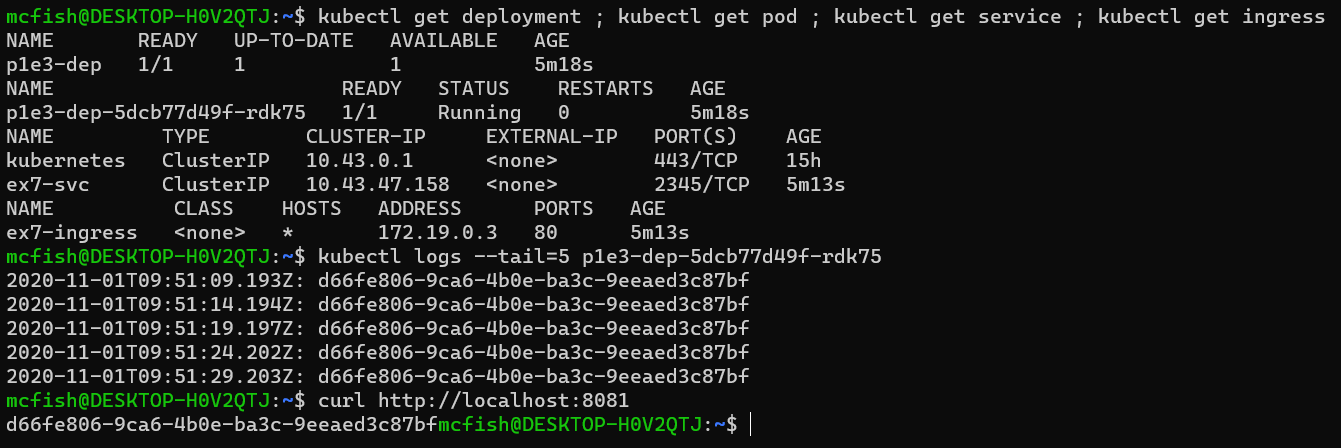 mcfish@DESKTOP-H0V2QTJ:~$ kubectl get deployment ; kubectl get pod ; kubectl get service ; kubectl get ingress
NAME       READY   UP-TO-DATE   AVAILABLE   AGE
p1e3-dep   1/1     1            1           5m18s
NAME                        READY   STATUS    RESTARTS   AGE
p1e3-dep-5dcb77d49f-rdk75   1/1     Running   0          5m18s
NAME         TYPE        CLUSTER-IP     EXTERNAL-IP   PORT(S)    AGE
kubernetes   ClusterIP   10.43.0.1      <none>        443/TCP    15h
ex7-svc      ClusterIP   10.43.47.158   <none>        2345/TCP   5m13s
NAME          CLASS    HOSTS   ADDRESS      PORTS   AGE
ex7-ingress   <none>   *       172.19.0.3   80      5m13s
mcfish@DESKTOP-H0V2QTJ:~$ kubectl logs --tail=5 p1e3-dep-5dcb77d49f-rdk75
2020-11-01T09:51:09.193Z: d66fe806-9ca6-4b0e-ba3c-9eeaed3c87bf
2020-11-01T09:51:14.194Z: d66fe806-9ca6-4b0e-ba3c-9eeaed3c87bf
2020-11-01T09:51:19.197Z: d66fe806-9ca6-4b0e-ba3c-9eeaed3c87bf
2020-11-01T09:51:24.202Z: d66fe806-9ca6-4b0e-ba3c-9eeaed3c87bf
2020-11-01T09:51:29.203Z: d66fe806-9ca6-4b0e-ba3c-9eeaed3c87bf
mcfish@DESKTOP-H0V2QTJ:~$ curl http://localhost:8081
d66fe806-9ca6-4b0e-ba3c-9eeaed3c87bfmcfish@DESKTOP-H0V2QTJ:~$